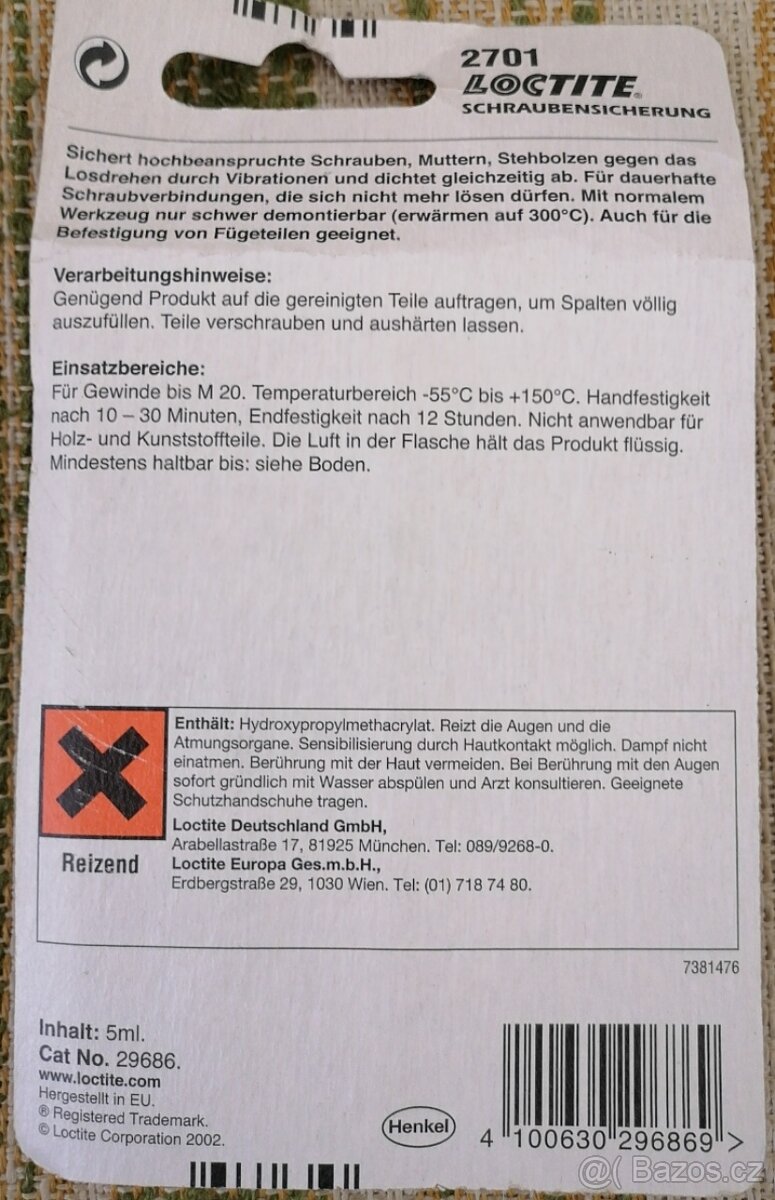 2701
LOCTITE®
SCHRAUBENSICHERUNG
Sichert hochbeanspruchte Schrauben, Muttern, Stehbolzen gegen das
Losdrehen durch Vibrationen und dichtet gleichzeitig ab. Für dauerhafte
Schraubverbindungen, die sich nicht mehr lösen dürfen. Mit normalem
Werkzeug nur schwer demontierbar (erwärmen auf 300°C). Auch für die
Befestigung von Fügeteilen geeignet.
Verarbeitungshinweise:
Genügend Produkt auf die gereinigten Teile auftragen, um Spalten völlig
auszufüllen. Teile verschrauben und aushärten lassen.
Einsatzbereiche:
Für Gewinde bis M 20. Temperaturbereich -55°C bis +150°C. Handfestigkeit
nach 10 – 30 Minuten, Endfestigkeit nach 12 Stunden. Nicht anwendbar für
Holz- und Kunststoffteile. Die Luft in der Flasche hält das Produkt flüssig.
Mindestens haltbar bis: siehe Boden.
Reizend
Enthält: Hydroxypropylmethacrylat. Reizt die Augen und die
Atmungsorgane. Sensibilisierung durch Hautkontakt möglich. Dampf nicht
einatmen. Berührung mit der Haut vermeiden. Bei Berührung mit den Augen
sofort gründlich mit Wasser abspülen und Arzt konsultieren. Geeignete
Schutzhandschuhe tragen.
Loctite Deutschland GmbH,
Arabellastraße 17, 81925 München. Tel: 089/9268-0.
Loctite Europa Ges.m.b.H.,
Erdbergstraße 29, 1030 Wien. Tel: (01) 718 74 80.
7381476
Inhalt: 5ml.
Cat No. 29686.
www.loctite.com
Hergestellt in EU.
® Registered Trademark.
© Loctite Corporation 2002.
Henkel
4 100630 296869 >
@( Bazos.cz